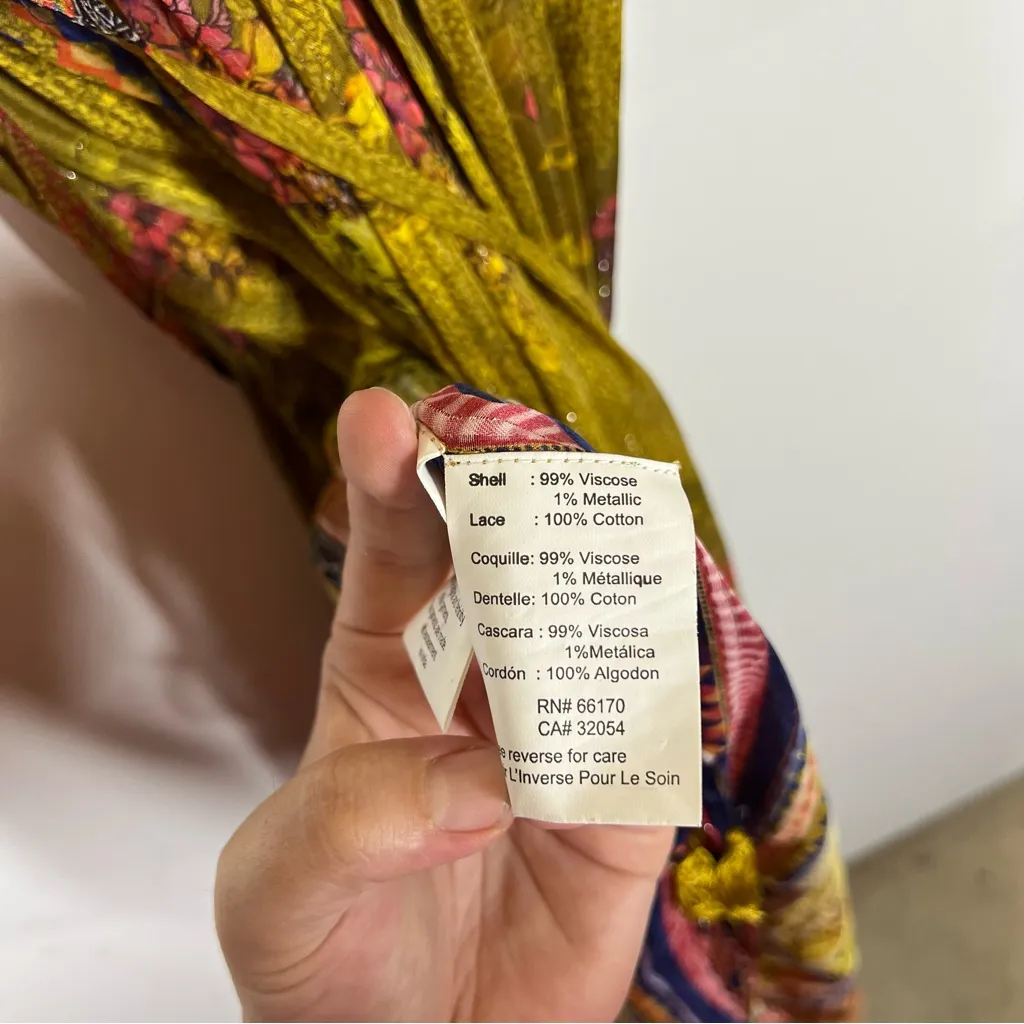 Shell : 99% Viscose
1% Metallic
Lace : 100% Cotton
Coquille: 99% Viscose
1% Métallique
Dentelle: 100% Coton
Cascara : 99% Viscosa
1%Metálica
Cordón : 100% Algodon
RN# 66170
CA# 32054
reverse for care
L'Inverse Pour Le Soin